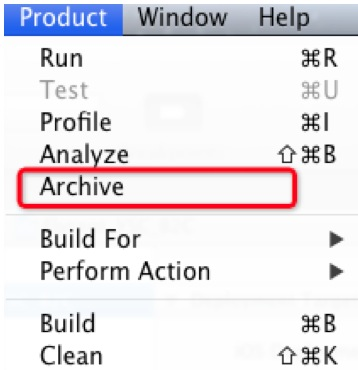 Product Window Help
Run ⌘R
Test ⌘U
Profile ⌘I
Analyze ⇧⌘B
Archive
Build For ▶
Perform Action ▶
Build ⌘B
Clean ⇧⌘K